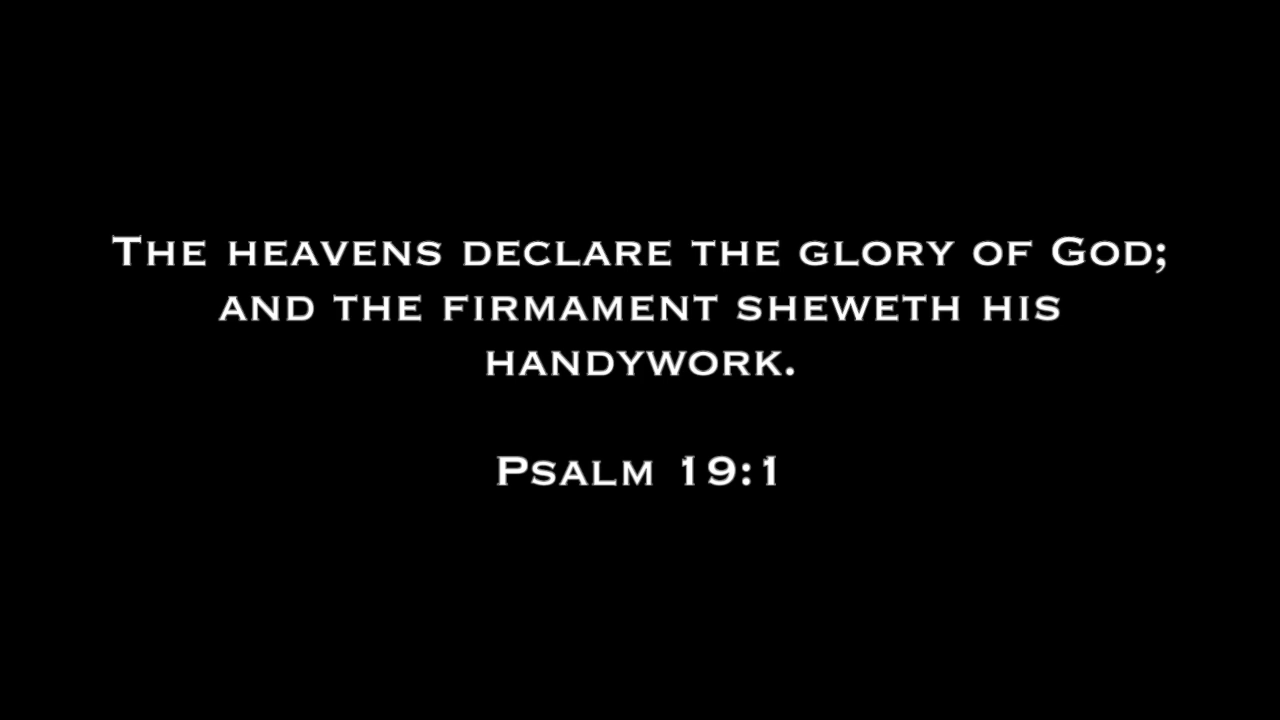 The heavens declare the glory of God;
and the firmament sheweth his
handywork.
Psalm 19:1